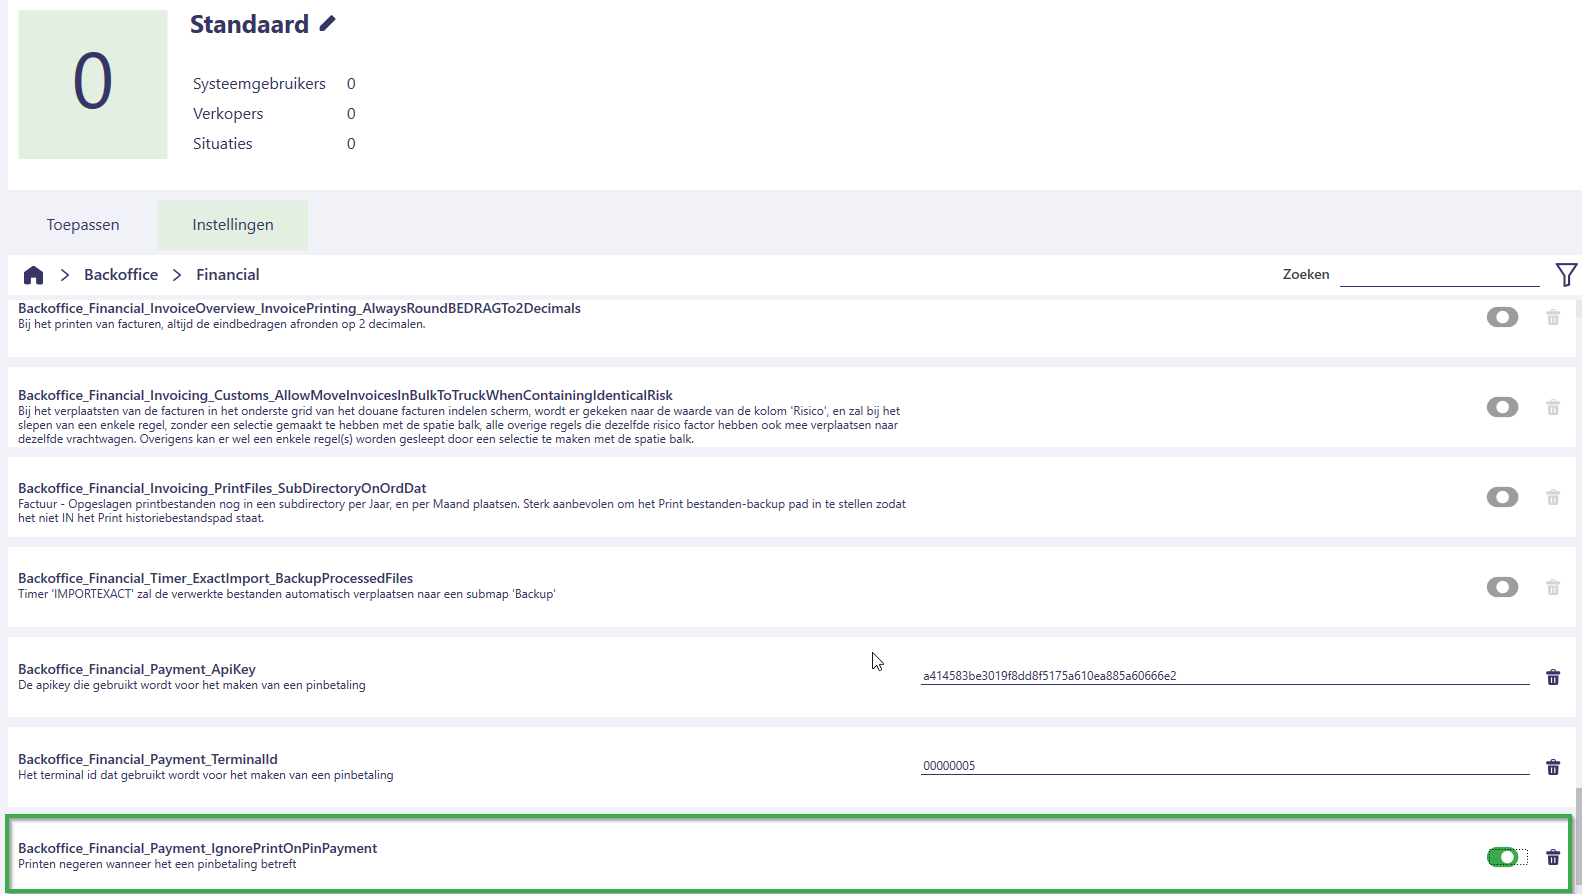 0
Standaard
Systeemgebruikers 0
Verkopers 0
Situaties 0
Toepassen Instellingen
Backoffice > Financial Zoeken
Backoffice_Financial_InvoiceOverview_InvoicePrinting_AlwaysRoundBEDRAGTo2Decimals
Bij het printen van facturen, altijd de eindbedragen afronden op 2 decimalen.
Backoffice_Financial_Invoicing_Customs_AllowMoveInvoicesInBulkToTruckWhenContainingIdenticalRisk
Bij het verplaatsten van de facturen in het onderste grid van het douane facturen indelen scherm, wordt er gekeken naar de waarde van de kolom 'Risico', en zal bij het
slepen van een enkele regel, zonder een selectie gemaakt te hebben met de spatie balk, alle overige regels die dezelfde risico factor hebben ook mee verplaatsen naar
dezelfde vrachtwagen. Overigens kan er wel een enkele regel(s) worden gesleept door een selectie te maken met de spatie balk.
Backoffice_Financial_Invoicing_PrintFiles_SubDirectoryOnOrdDat
Factuur - Opgeslagen printbestanden nog in een subdirectory per Jaar, en per Maand plaatsen. Sterk aanbevolen om het Print bestanden-backup pad in te stellen zodat
het niet IN het Print historiebestandspad staat.
Backoffice_Financial_Timer_ExactImport_BackupProcessedFiles
Timer 'IMPORTEXACT' zal de verwerkte bestanden automatisch verplaatsen naar een submap 'Backup'
Backoffice_Financial_Payment_ApiKey
De apikey die gebruikt wordt voor het maken van een pinbetaling
a414583be3019f8dd8f5175a610ea885a60666e2
Backoffice_Financial_Payment_TerminalId
Het terminal id dat gebruikt wordt voor het maken van een pinbetaling
00000005
Backoffice_Financial_Payment_IgnorePrintOnPinPayment
Printen negeren wanneer het een pinbetaling betreft